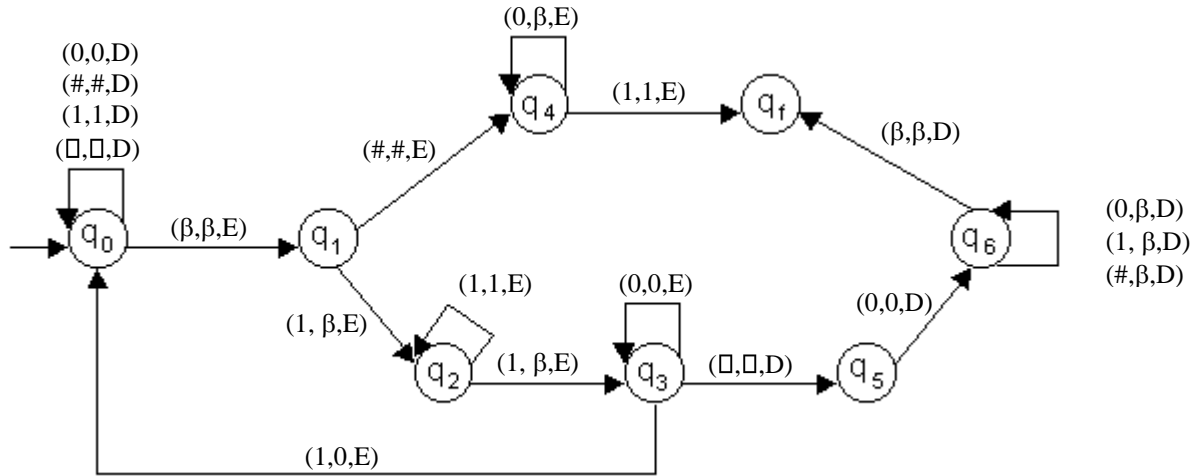 (0,0,D)
(#,#,D)
(1,1,D)
(▯,▯,D)
(0,β,E)
q4
(1,1,E)
qf
(#,#,E)
(β,β,D)
q0
(β,β,E)
q1
q6
(0,β,D)
(1, β,D)
(#,β,D)
(1,1,E)
(0,0,E)
(0,0,D)
(1, β,E)
q2
(1, β,E)
q3
(▯,▯,D)
q5
(1,0,E)